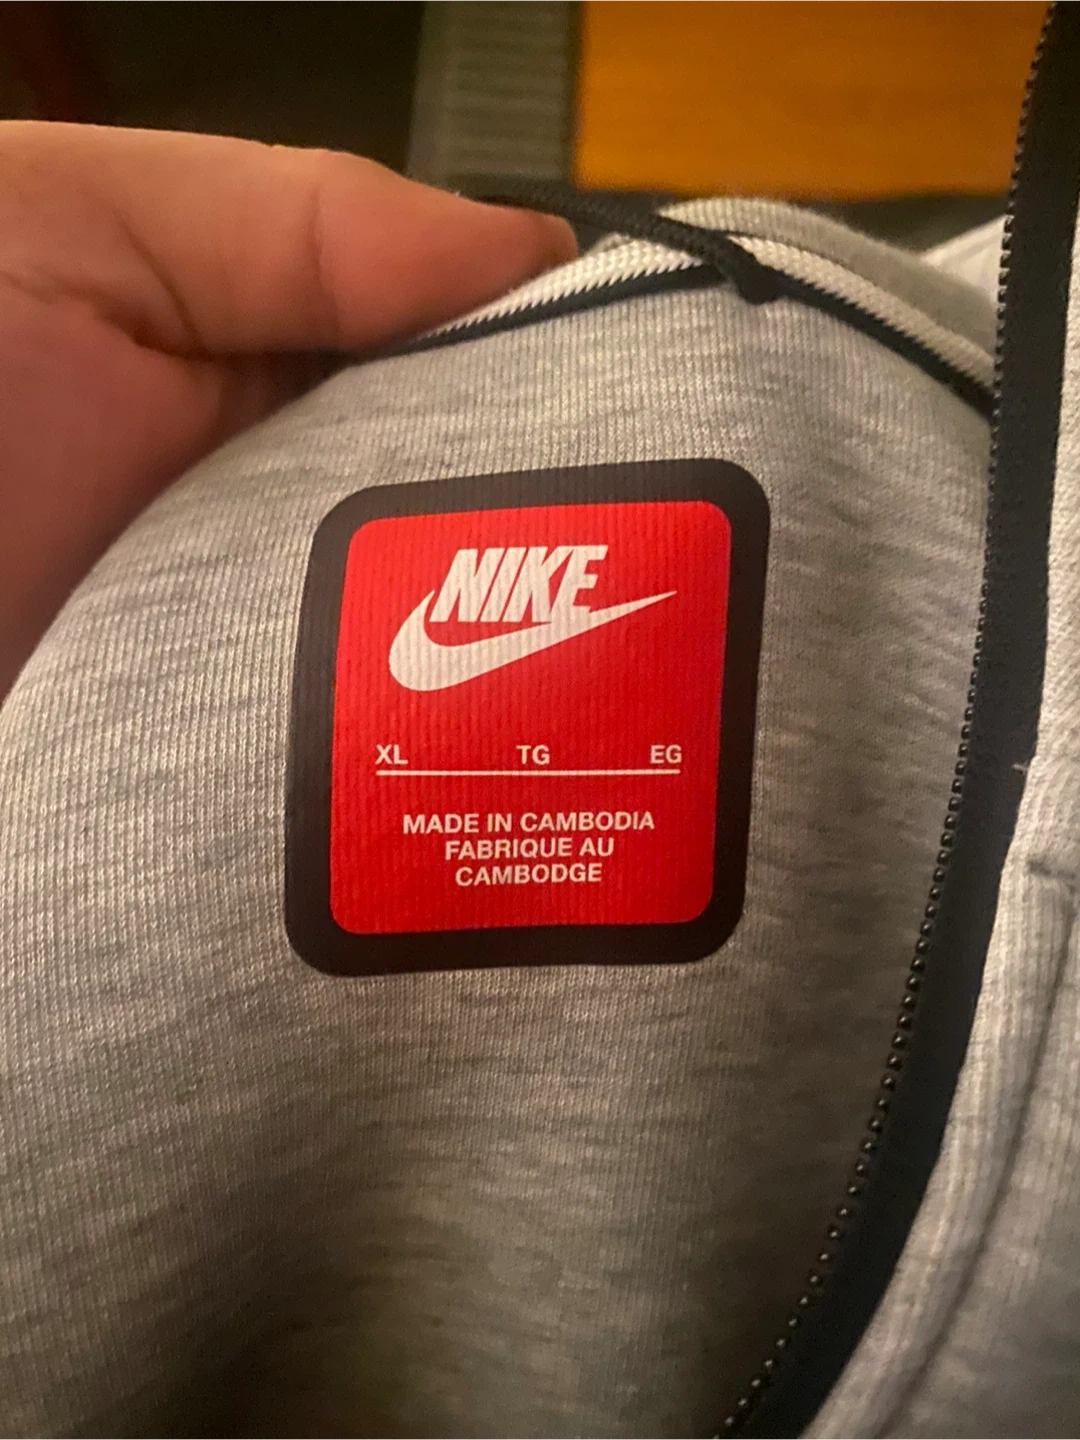 NIKE
XL TG EG
MADE IN CAMBODIA
FABRIQUE AU
CAMBODGE